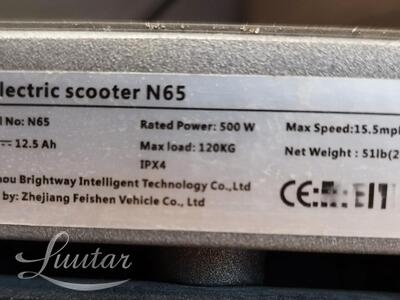 lectric scooter N65
l No: N65 Rated Power: 500 W Max Speed:15.5mpl
12.5 Ah Max load: 120KG Net Weight : 51lb(2
IPX4
ou Brightway Intelligent Technology Co.,Ltd
by: Zhejiang Feishen Vehicle Co., Ltd
CE
Luutar